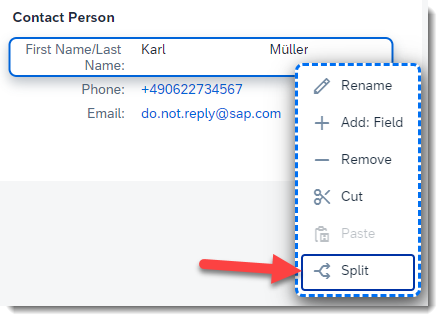 Contact Person
First Name/Last Karl Müller
Name:
Phone: +490622734567
Email: do.not.reply@sap.com
Rename
Add: Field
Remove
Cut
Paste
Split